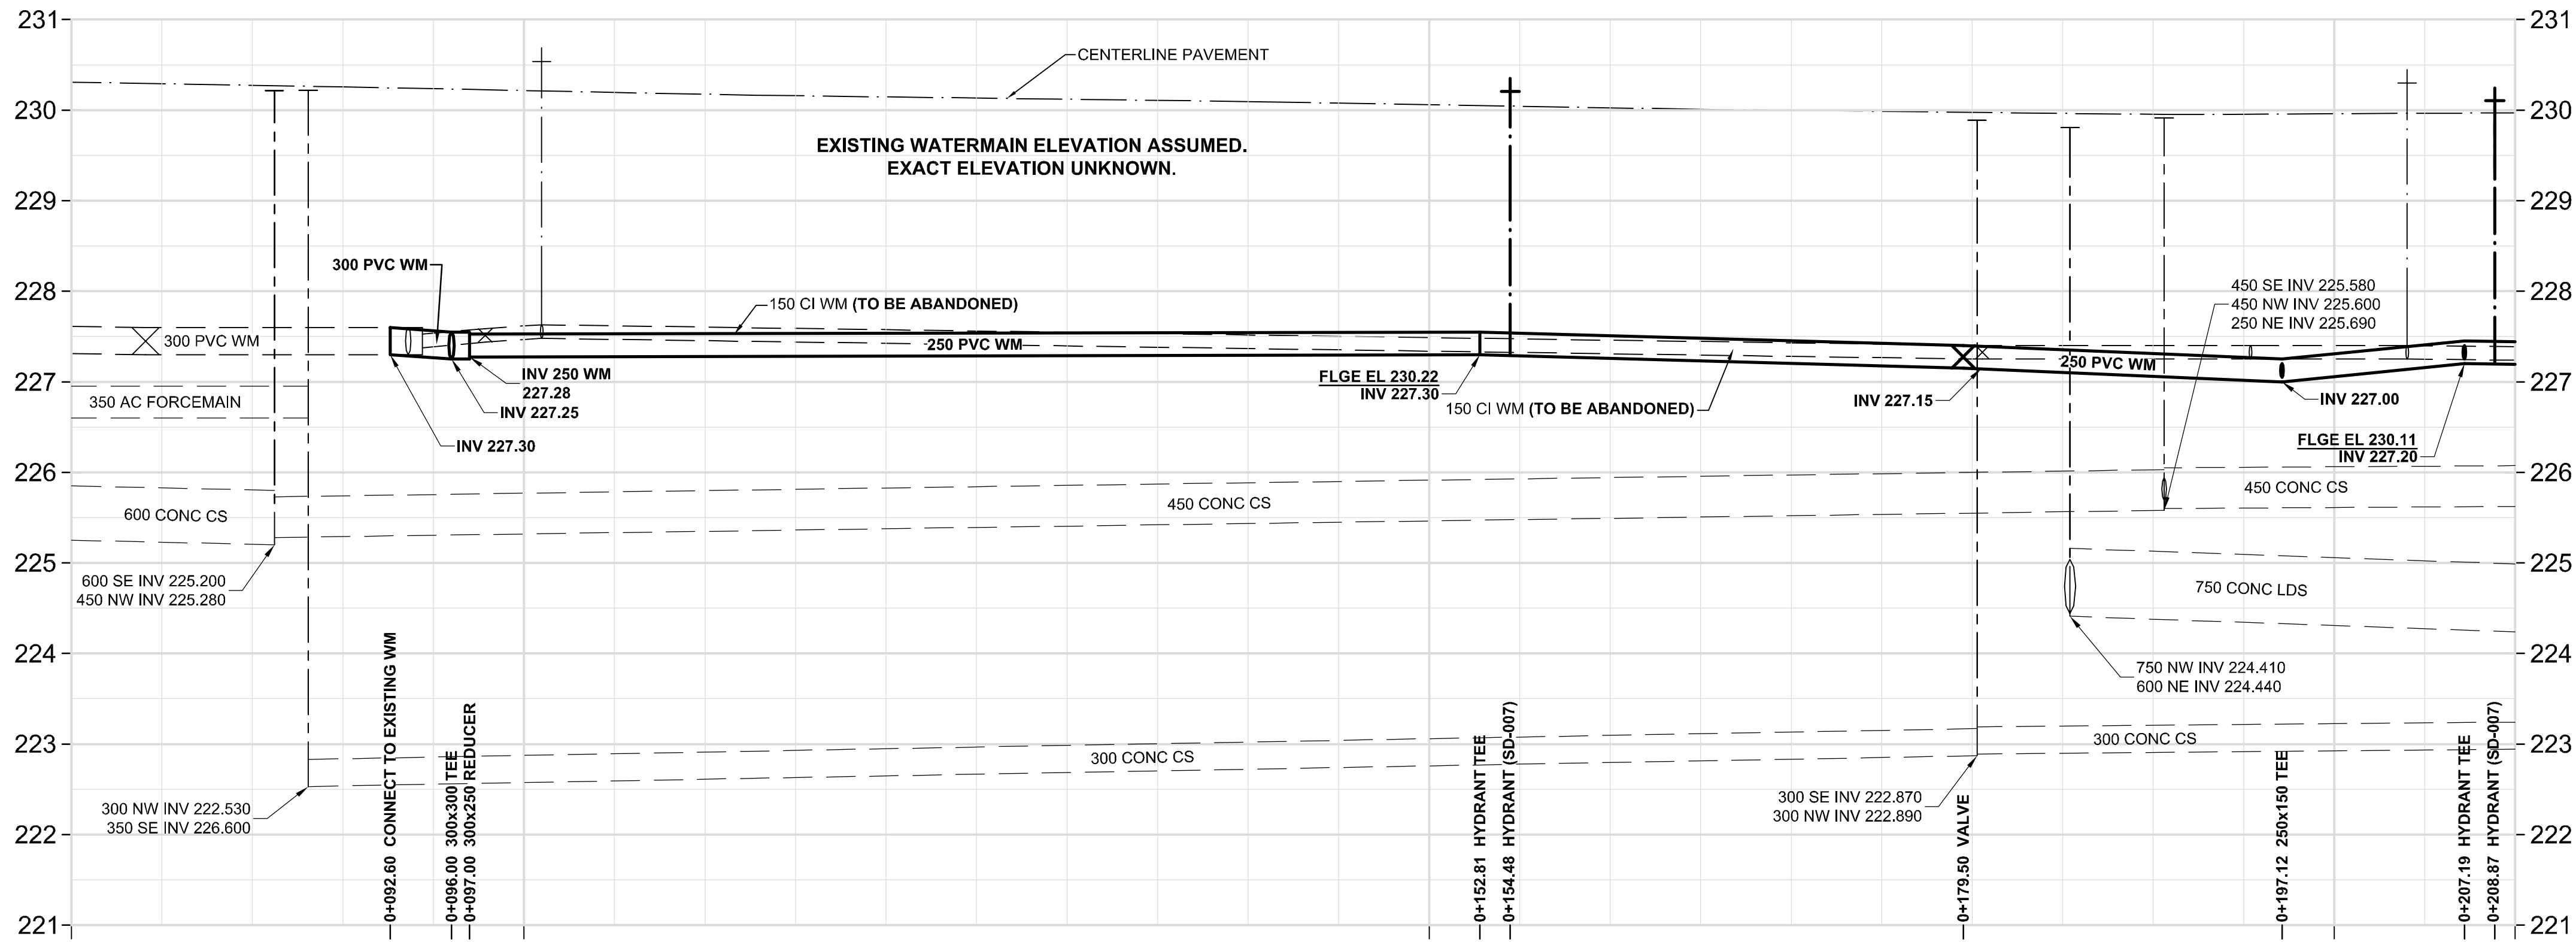 231
230
229
228
227
226
225
224
223
222
221
231
230
229
228
227
226
225
224
223
222
221
CENTERLINE PAVEMENT
EXISTING WATERMAIN ELEVATION ASSUMED.
EXACT ELEVATION UNKNOWN.
300 PVC WM
150 CI WM (TO BE ABANDONED)
300 PVC WM
250 PVC WM
250 PVC WM
350 AC FORCEMAIN
INV 250 WM
227.28
INV 227.25
INV 227.30
FLGE EL 230.22
INV 227.30
150 CI WM (TO BE ABANDONED)
INV 227.15
INV 227.00
FLGE EL 230.11
INV 227.20
450 SE INV 225.580
450 NW INV 225.600
250 NE INV 225.690
600 CONC CS
450 CONC CS
450 CONC CS
600 SE INV 225.200
450 NW INV 225.280
750 CONC LDS
750 NW INV 224.410
600 NE INV 224.440
300 CONC CS
300 CONC CS
300 NW INV 222.530
350 SE INV 226.600
300 SE INV 222.870
300 NW INV 222.890
0+092.60 CONNECT TO EXISTING WM
0+096.00 300x300 TEE
0+097.00 300x250 REDUCER
0+152.81 HYDRANT TEE
0+154.48 HYDRANT (SD-007)
0+179.50 VALVE
0+197.12 250x150 TEE
0+207.19 HYDRANT TEE
0+208.87 HYDRANT (SD-007)